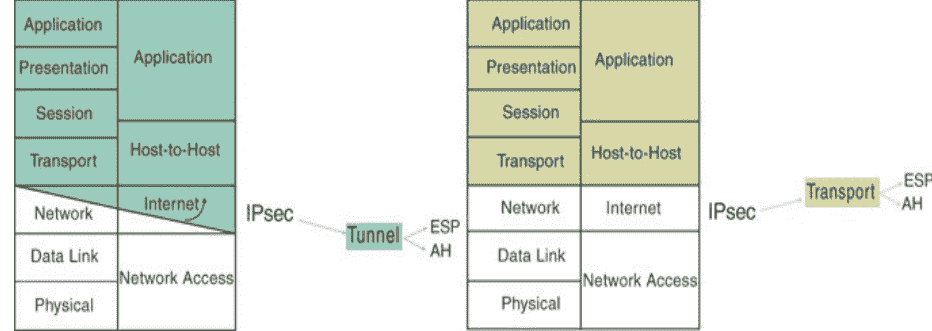 Application
Presentation
Session
Transport
Network
Data Link
Physical
Application
Host-to-Host
Internet
Network Access
IPsec
Tunnel
ESP
AH
Application
Presentation
Session
Transport
Network
Data Link
Physical
Application
Host-to-Host
Internet
Network Access
IPsec
Transport
ESP
AH